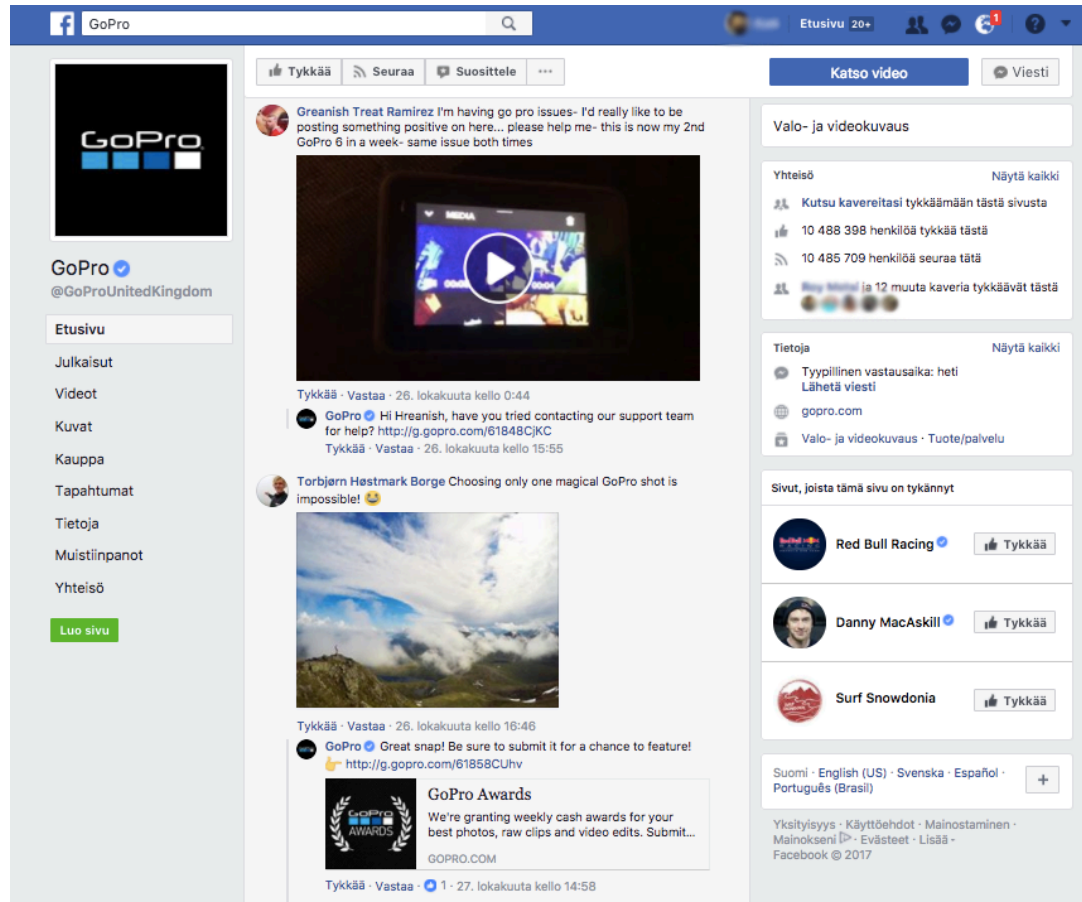 GoPro
Etusivu 20+
1
GoPro
GoPro
@GoProUnitedKingdom
Etusivu
Julkaisut
Videot
Kuvat
Kauppa
Tapahtumat
Tietoja
Muistiinpanot
Yhteisö
Luo sivu
Tykkää
Seuraa
Suosittele
Katso video
Viesti
Greanish Treat Ramirez I'm having go pro issues- I'd really like to be
posting something positive on here... please help me- this is now my 2nd
GoPro 6 in a week- same issue both times
MEDIA
Tykkää · Vastaa · 26. lokakuuta kello 0:44
GoPro Hi Hreanish, have you tried contacting our support team
for help? http://g.gopro.com/61848CjKC
Tykkää · Vastaa · 26. lokakuuta kello 15:55
Torbjørn Høstmark Borge Choosing only one magical GoPro shot is
impossible! 😂
Tykkää · Vastaa · 26. lokakuuta kello 16:46
GoPro Great snap! Be sure to submit it for a chance to feature!
👉 http://g.gopro.com/61858CUhv
GoPro
AWARDS
GoPro Awards
We're granting weekly cash awards for your
best photos, raw clips and video edits. Submit...
GOPRO.COM
Tykkää · Vastaa · 1 · 27. lokakuuta kello 14:58
Valo- ja videokuvaus
Yhteisö
Näytä kaikki
Kutsu kavereitasi tykkäämään tästä sivusta
10 488 398 henkilöä tykkää tästä
10 485 709 henkilöä seuraa tätä
ja 12 muuta kaveria tykkäävät tästä
Tietoja
Näytä kaikki
Tyypillinen vastausaika: heti
Lähetä viesti
gopro.com
Valo- ja videokuvaus · Tuote/palvelu
Sivut, joista tämä sivu on tykännyt
Red Bull Racing
Tykkää
Danny MacAskill
Tykkää
Surf Snowdonia
Tykkää
Suomi · English (US) · Svenska · Español ·
Português (Brasil)
Yksityisyys · Käyttöehdot · Mainostaminen ·
Mainokseni · Evästeet · Lisää
Facebook © 2017